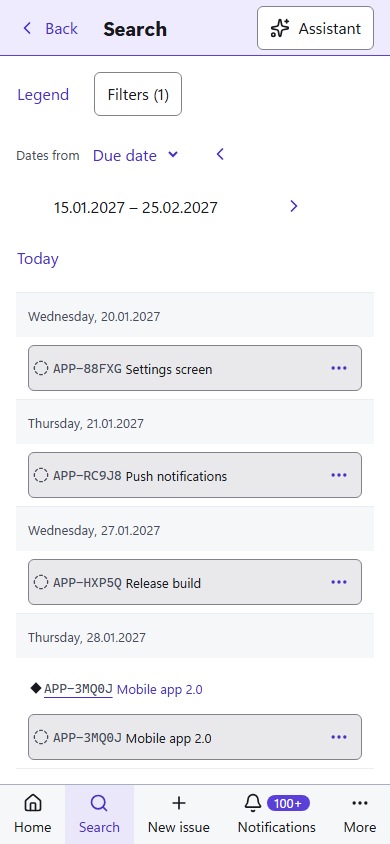 Back Search Assistant
Legend Filters (1)
Dates from Due date
15.01.2027 – 25.02.2027
Today
Wednesday, 20.01.2027
APP-88FXG Settings screen
Thursday, 21.01.2027
APP-RC9J8 Push notifications
Wednesday, 27.01.2027
APP-HXP5Q Release build
Thursday, 28.01.2027
APP-3MQ0J Mobile app 2.0
APP-3MQ0J Mobile app 2.0
100+
Home Search New issue Notifications More